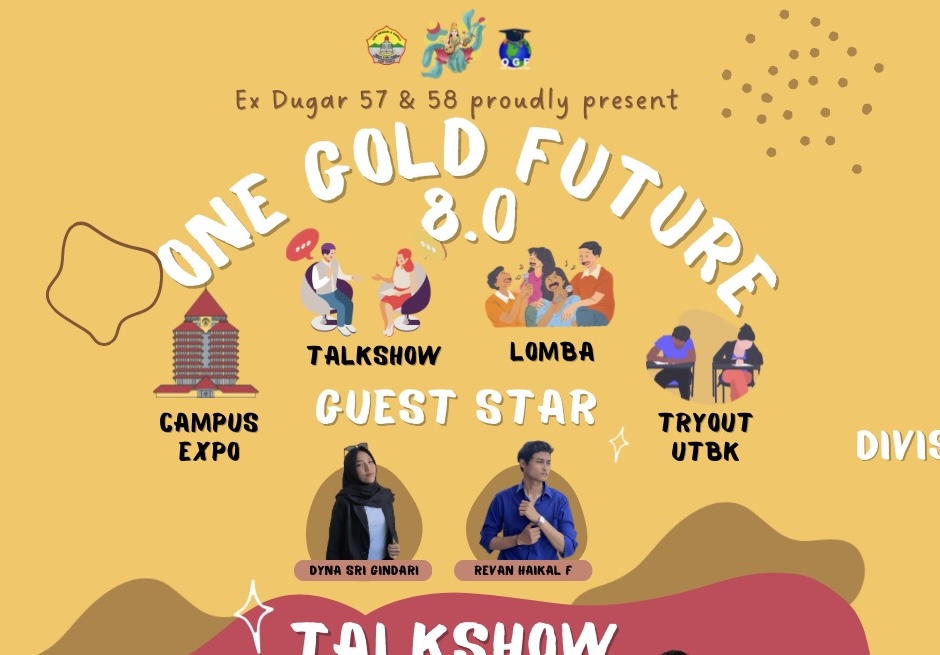 OGF
Ex Dugar 57 & 58 proudly present
ONE GOLD FUTURE
8.0
TALKSHOW
LOMBA
CAMPUS
EXPO
GUEST STAR
TRYOUT
UTBK
DIVIS
DYNA SRI GINDARI
REVAN HAIKAL F
TALKSHOW